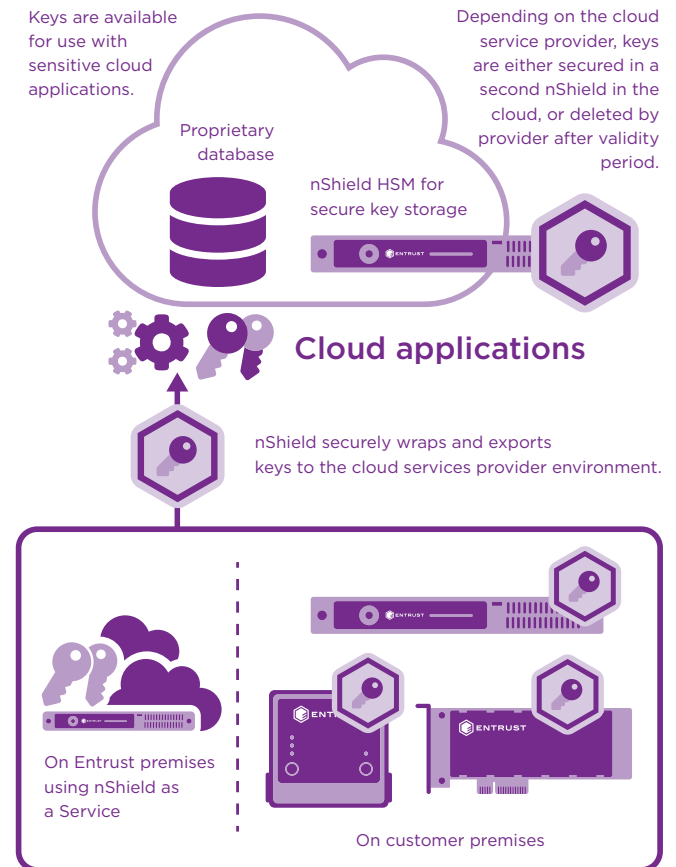 Keys are available
for use with
sensitive cloud
applications.
Depending on the cloud
service provider, keys
are either secured in a
second nShield in the
cloud, or deleted by
provider after validity
period.
Proprietary
database
nShield HSM for
secure key storage
ENTRUST
Cloud applications
nShield securely wraps and exports
keys to the cloud services provider environment.
ENTRUST
ENTRUST
On Entrust premises
using nShield as
a Service
ENT
ENTRUST
On customer premises